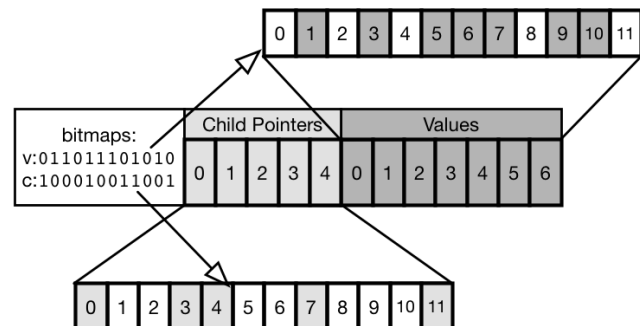 0 1 2 3 4 5 6 7 8 9 10 11
Child Pointers Values
bitmaps:
v:011011101010
c:100010011001
0 1 2 3 4 0 1 2 3 4 5 6
0 1 2 3 4 5 6 7 8 9 10 11